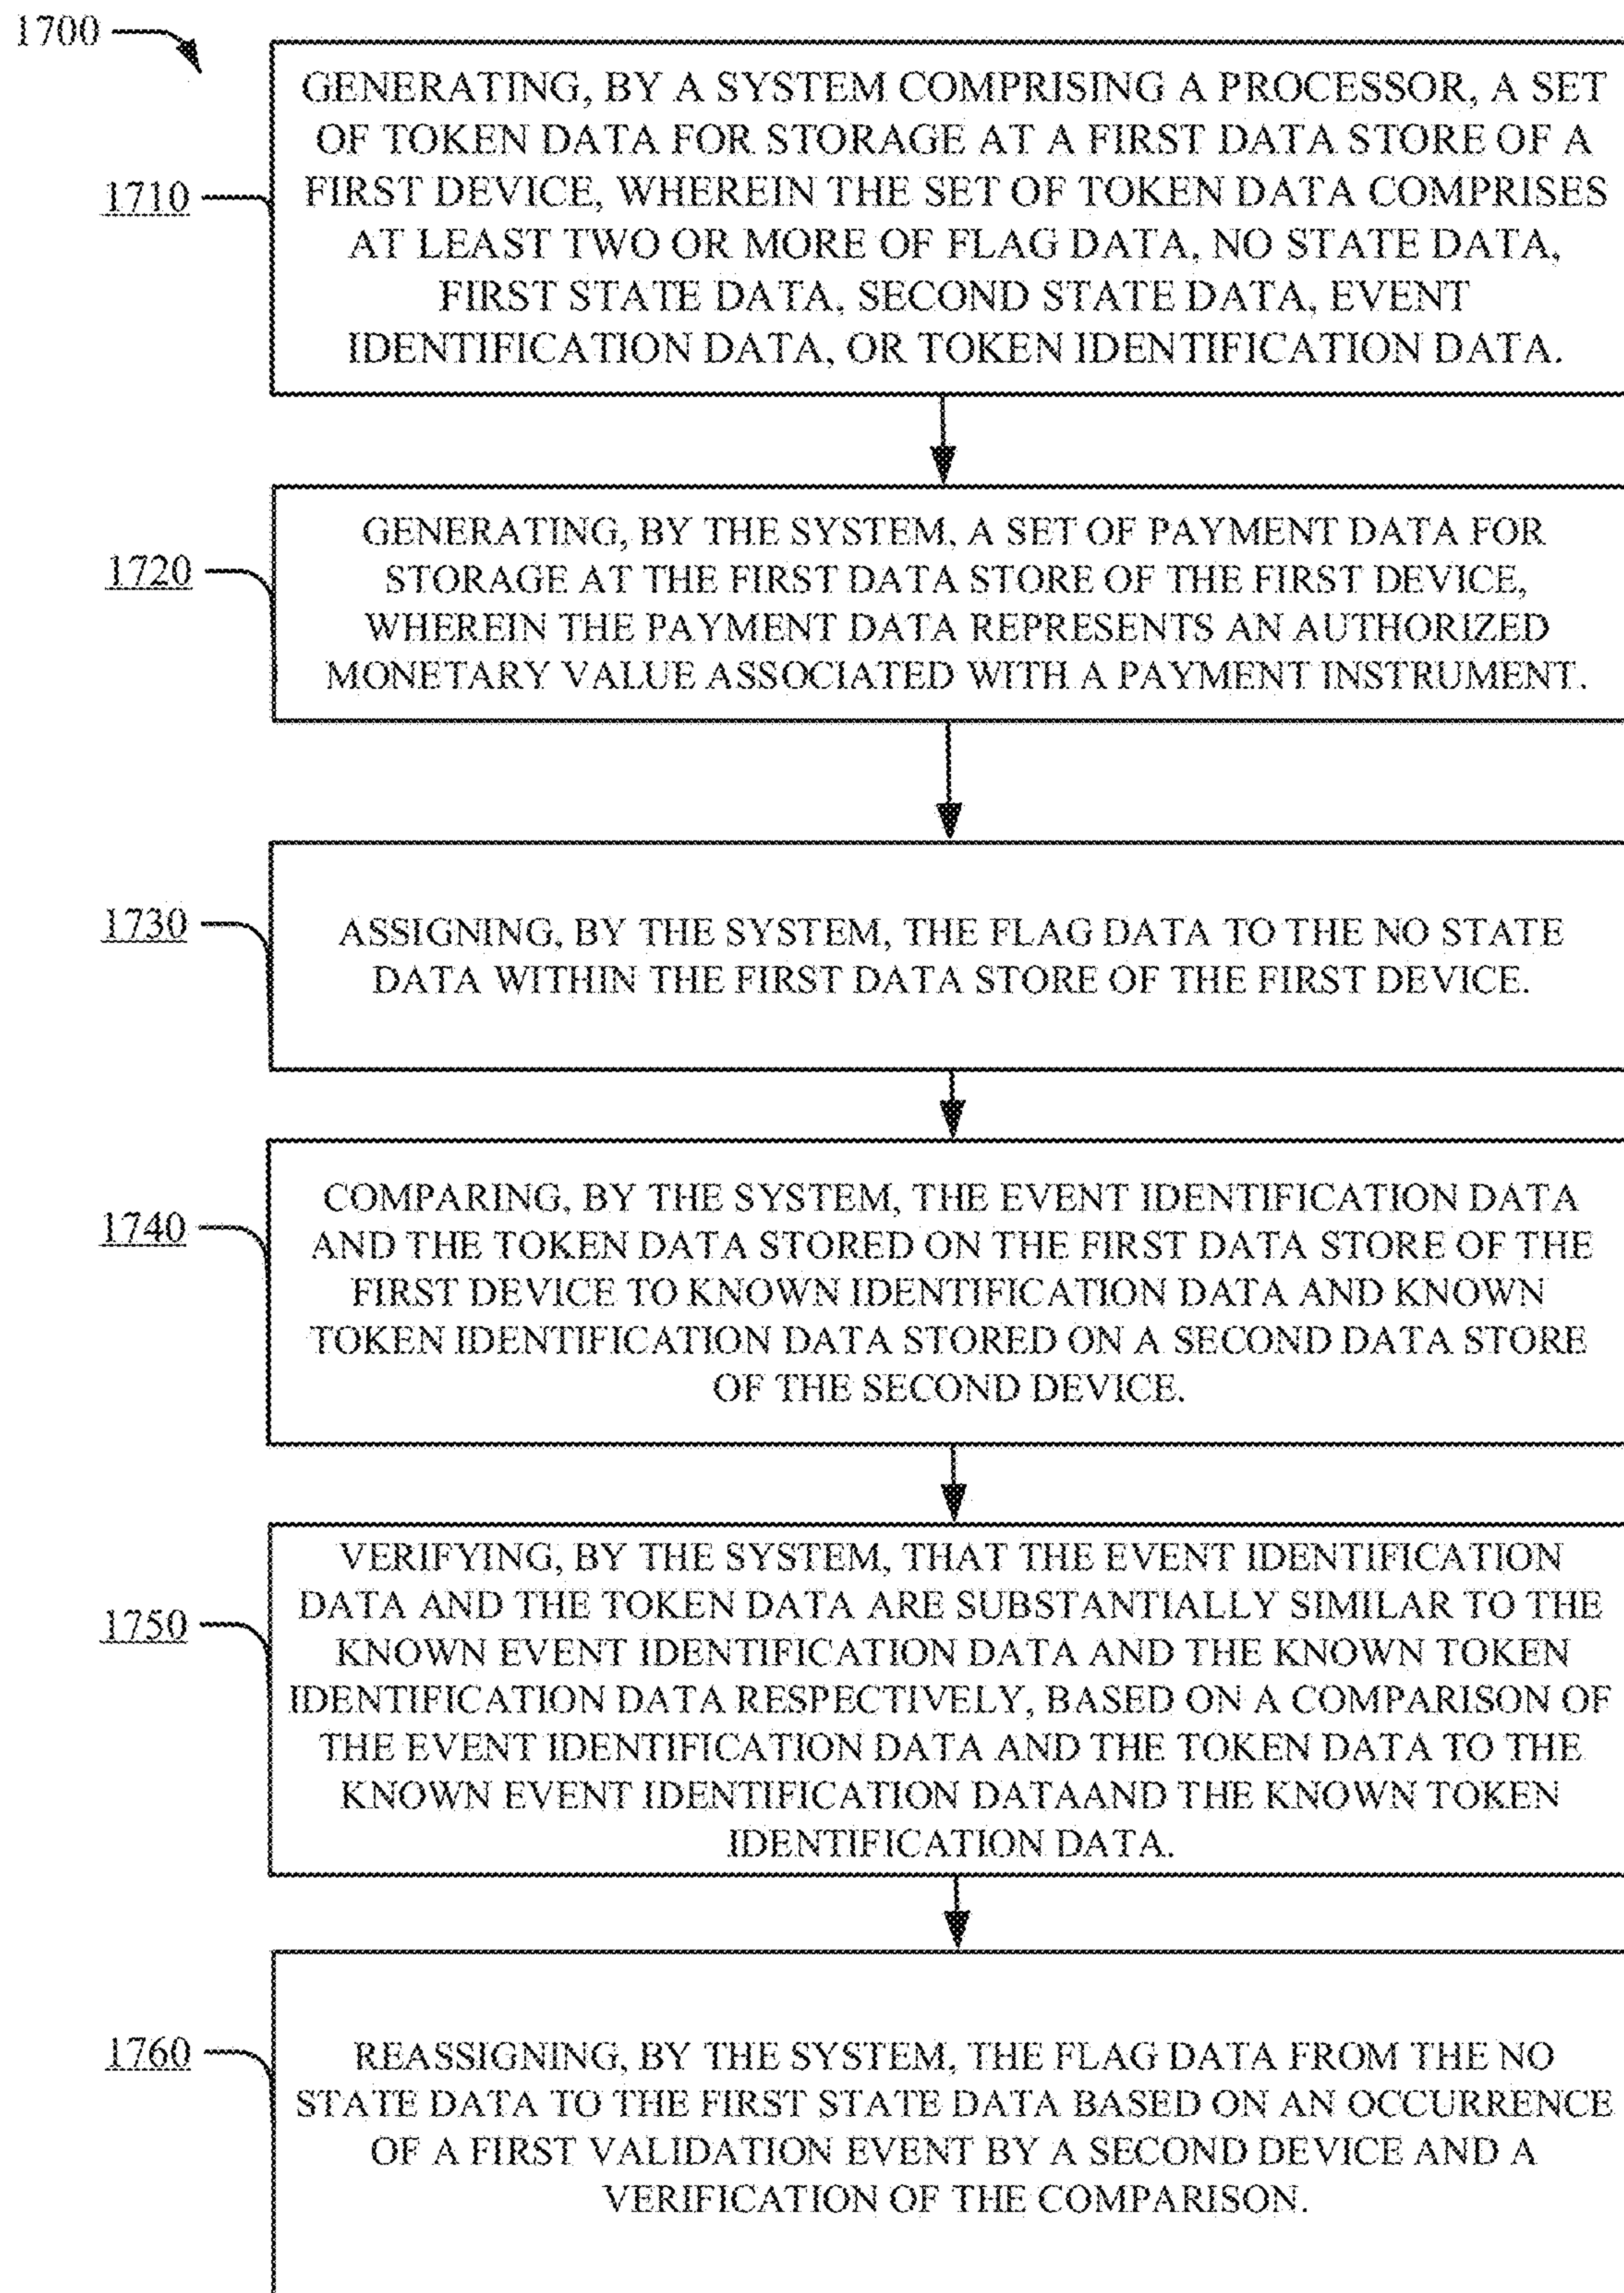 1700
GENERATING, BY A SYSTEM COMPRISING A PROCESSOR, A SET
OF TOKEN DATA FOR STORAGE AT A FIRST DATA STORE OF A
FIRST DEVICE, WHEREIN THE SET OF TOKEN DATA COMPRISES
AT LEAST TWO OR MORE OF FLAG DATA, NO STATE DATA,
FIRST STATE DATA, SECOND STATE DATA, EVENT
IDENTIFICATION DATA, OR TOKEN IDENTIFICATION DATA.
1710
GENERATING, BY THE SYSTEM, A SET OF PAYMENT DATA FOR
STORAGE AT THE FIRST DATA STORE OF THE FIRST DEVICE,
WHEREIN THE PAYMENT DATA REPRESENTS AN AUTHORIZED
MONETARY VALUE ASSOCIATED WITH A PAYMENT INSTRUMENT.
1720
ASSIGNING, BY THE SYSTEM, THE FLAG DATA TO THE NO STATE
DATA WITHIN THE FIRST DATA STORE OF THE FIRST DEVICE.
1730
COMPARING, BY THE SYSTEM, THE EVENT IDENTIFICATION DATA
AND THE TOKEN DATA STORED ON THE FIRST DATA STORE OF THE
FIRST DEVICE TO KNOWN IDENTIFICATION DATA AND KNOWN
TOKEN IDENTIFICATION DATA STORED ON A SECOND DATA STORE
OF THE SECOND DEVICE.
1740
VERIFYING, BY THE SYSTEM, THAT THE EVENT IDENTIFICATION
DATA AND THE TOKEN DATA ARE SUBSTANTIALLY SIMILAR TO THE
KNOWN EVENT IDENTIFICATION DATA AND THE KNOWN TOKEN
IDENTIFICATION DATA RESPECTIVELY, BASED ON A COMPARISON OF
THE EVENT IDENTIFICATION DATA AND THE TOKEN DATA TO THE
KNOWN EVENT IDENTIFICATION DATAAND THE KNOWN TOKEN
IDENTIFICATION DATA.
1750
REASSIGNING, BY THE SYSTEM, THE FLAG DATA FROM THE NO
STATE DATA TO THE FIRST STATE DATA BASED ON AN OCCURRENCE
OF A FIRST VALIDATION EVENT BY A SECOND DEVICE AND A
VERIFICATION OF THE COMPARISON.
1760